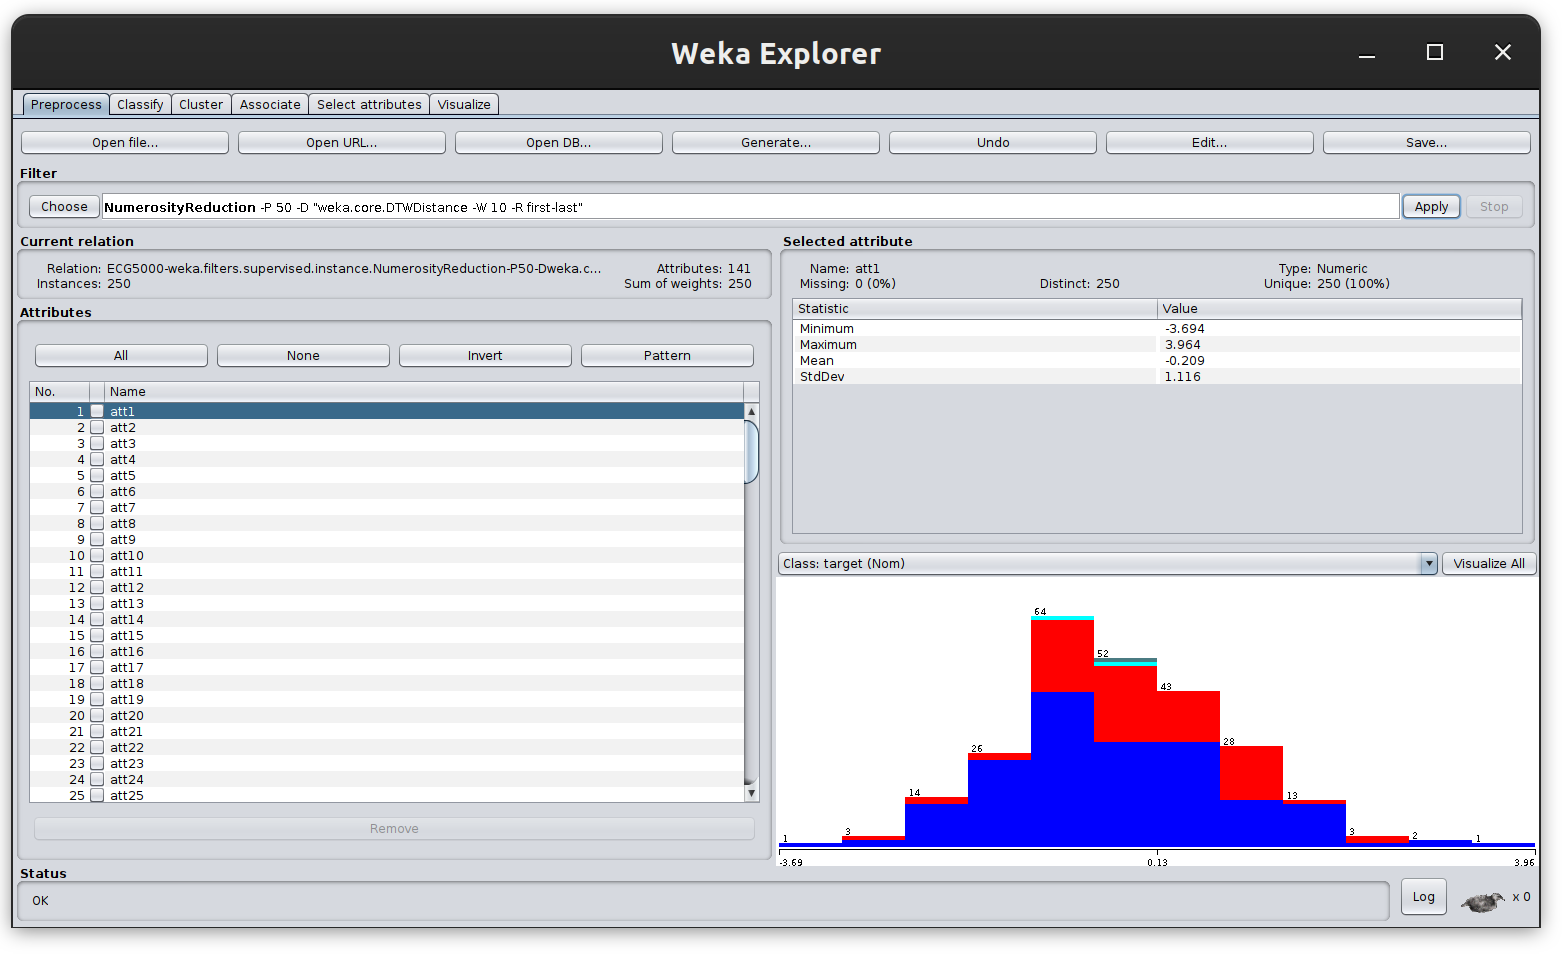 Weka Explorer
Preprocess Classify Cluster Associate Select attributes Visualize
Open file... Open URL... Open DB... Generate... Undo Edit... Save...
Filter
Choose NumerosityReduction -P 50 -D "weka.core.DTWDistance -W 10 -R first-last" Apply Stop
Current relation
Relation: ECG5000-weka.filters.supervised.instance.NumerosityReduction-P50-Dweka.c... Attributes: 141
Instances: 250 Sum of weights: 250
Attributes
All None Invert Pattern
No. Name
1 att1
2 att2
3 att3
4 att4
5 att5
6 att6
7 att7
8 att8
9 att9
10 att10
11 att11
12 att12
13 att13
14 att14
15 att15
16 att16
17 att17
18 att18
19 att19
20 att20
21 att21
22 att22
23 att23
24 att24
25 att25
Remove
Selected attribute
Name: att1 Type: Numeric
Missing: 0 (0%) Distinct: 250 Unique: 250 (100%)
Statistic Value
Minimum -3.694
Maximum 3.964
Mean -0.209
StdDev 1.116
Class: target (Nom) Visualize All
1 3 14 26 64 52 43 28 13 3 2 1
-3.69 0.13 3.96
Status
OK Log x 0